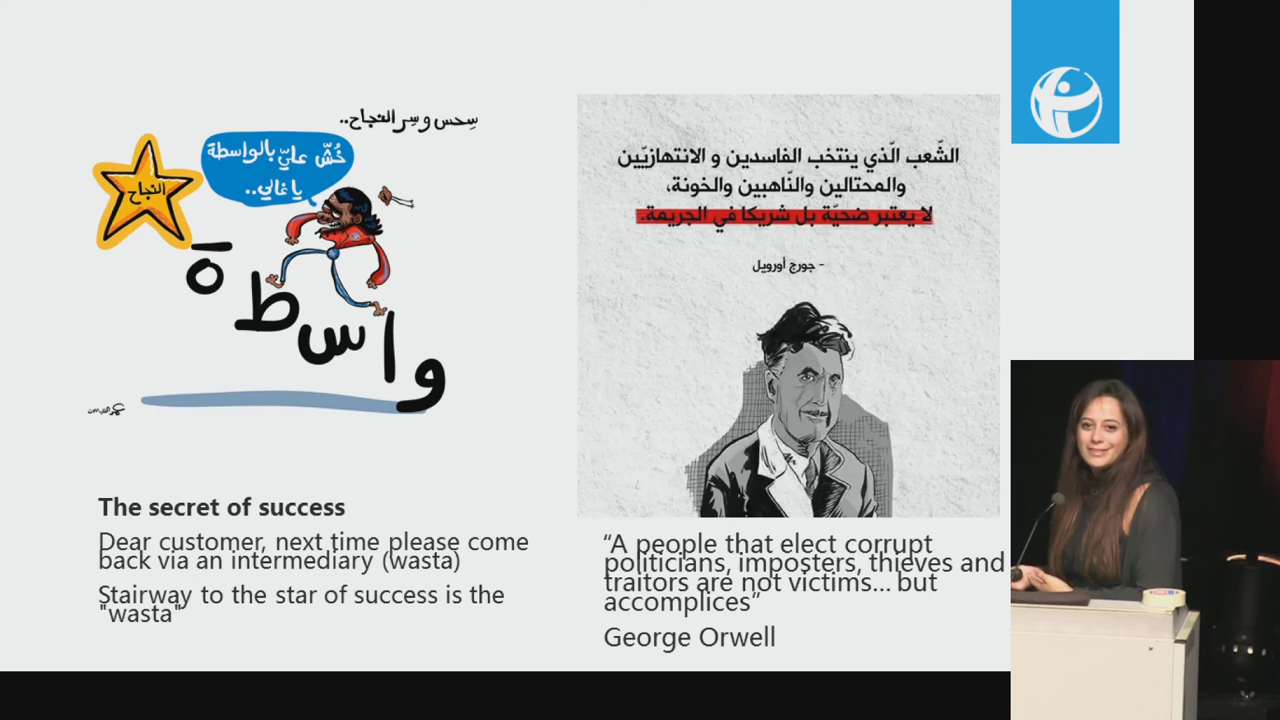 سِحس وسِر النجاح..
خُشّ عليّ بالواسطة
يا غالي..
النجاح
واسطة
عمر
The secret of success
Dear customer, next time please come
back via an intermediary (wasta)
Stairway to the star of success is the
"wasta"
الشّعب الّذي ينتخب الفاسدين و الانتهازيّين
والمحتالين والنّاهبين والخونة،
لا يعتبر ضحيّة بل شريكا في الجريمة.
- جورج أورويل
“A people that elect corrupt
politicians, imposters, thieves and
traitors are not victims... but
accomplices”
George Orwell